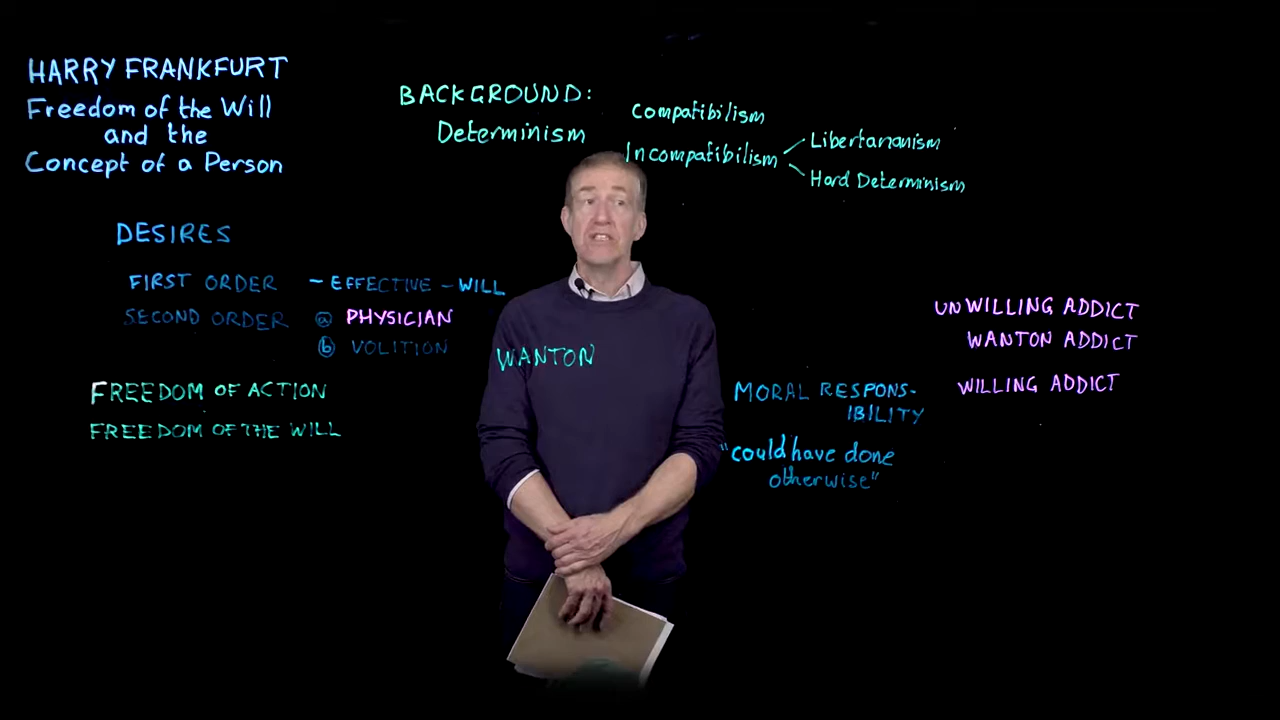 HARRY FRANKFURT
Freedom of the Will
and the
Concept of a Person
BACKGROUND:
Determinism
Compatibilism
Incompatibilism
Libertarianism
Hard Determinism
DESIRES
FIRST ORDER - EFFECTIVE - WILL
SECOND ORDER ⓐ PHYSICIAN
ⓑ VOLITION
WANTON
FREEDOM OF ACTION
FREEDOM OF THE WILL
MORAL RESPONS-
IBILITY
"could have done
otherwise"
UNWILLING ADDICT
WANTON ADDICT
WILLING ADDICT